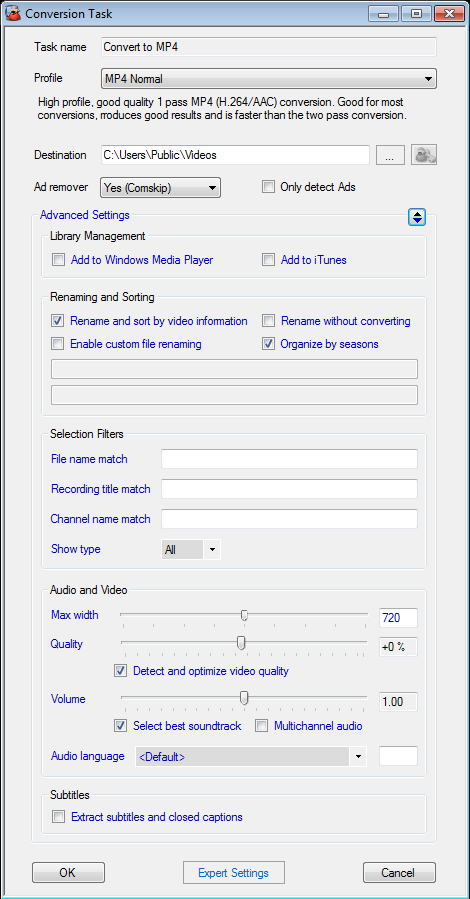 Conversion Task
Task name Convert to MP4
Profile MP4 Normal
High profile, good quality 1 pass MP4 (H.264/AAC) conversion. Good for most
conversions, rroduces good results and is faster than the two pass conversion.
Destination C:\Users\Public\Videos ...
Ad remover Yes (Comskip) Only detect Ads
Advanced Settings
Library Management
Add to Windows Media Player Add to iTunes
Renaming and Sorting
Rename and sort by video information Rename without converting
Enable custom file renaming Organize by seasons
Selection Filters
File name match
Recording title match
Channel name match
Show type All
Audio and Video
Max width 720
Quality +0 %
Detect and optimize video quality
Volume 1.00
Select best soundtrack Multichannel audio
Audio language <Default>
Subtitles
Extract subtitles and closed captions
OK Expert Settings Cancel